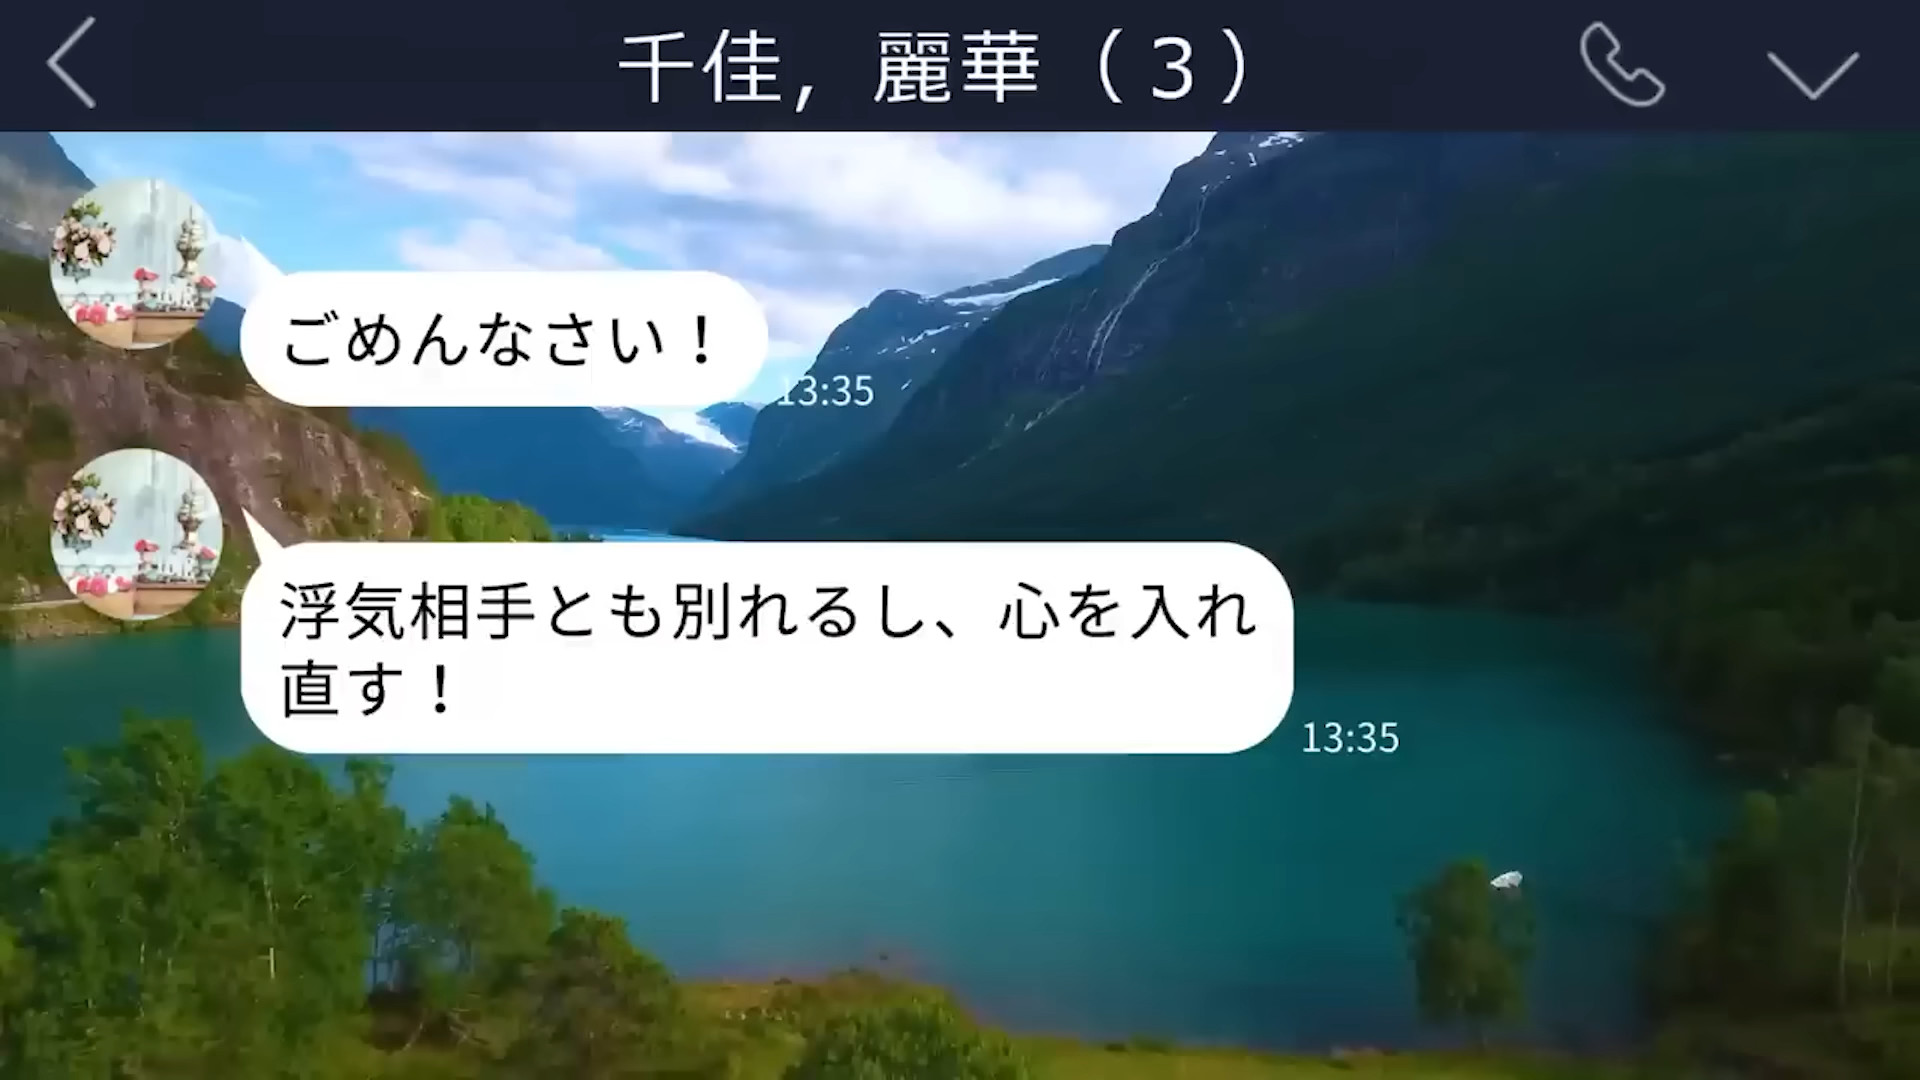 千佳, 麗華（3）
ごめんなさい！
13:35
浮気相手とも別れるし、心を入れ
直す！
13:35